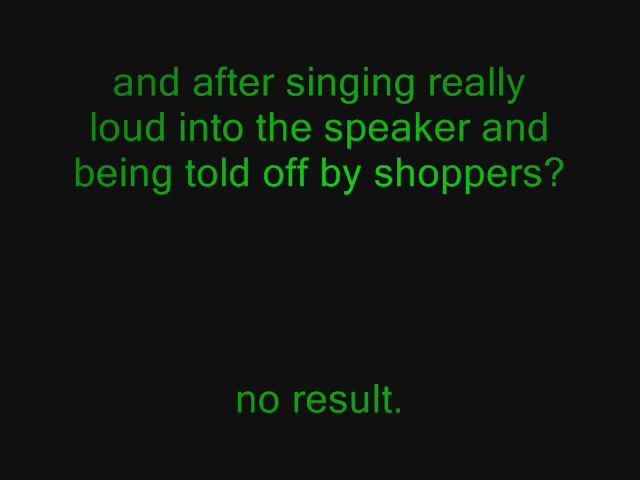 and after singing really
loud into the speaker and
being told off by shoppers?
no result.